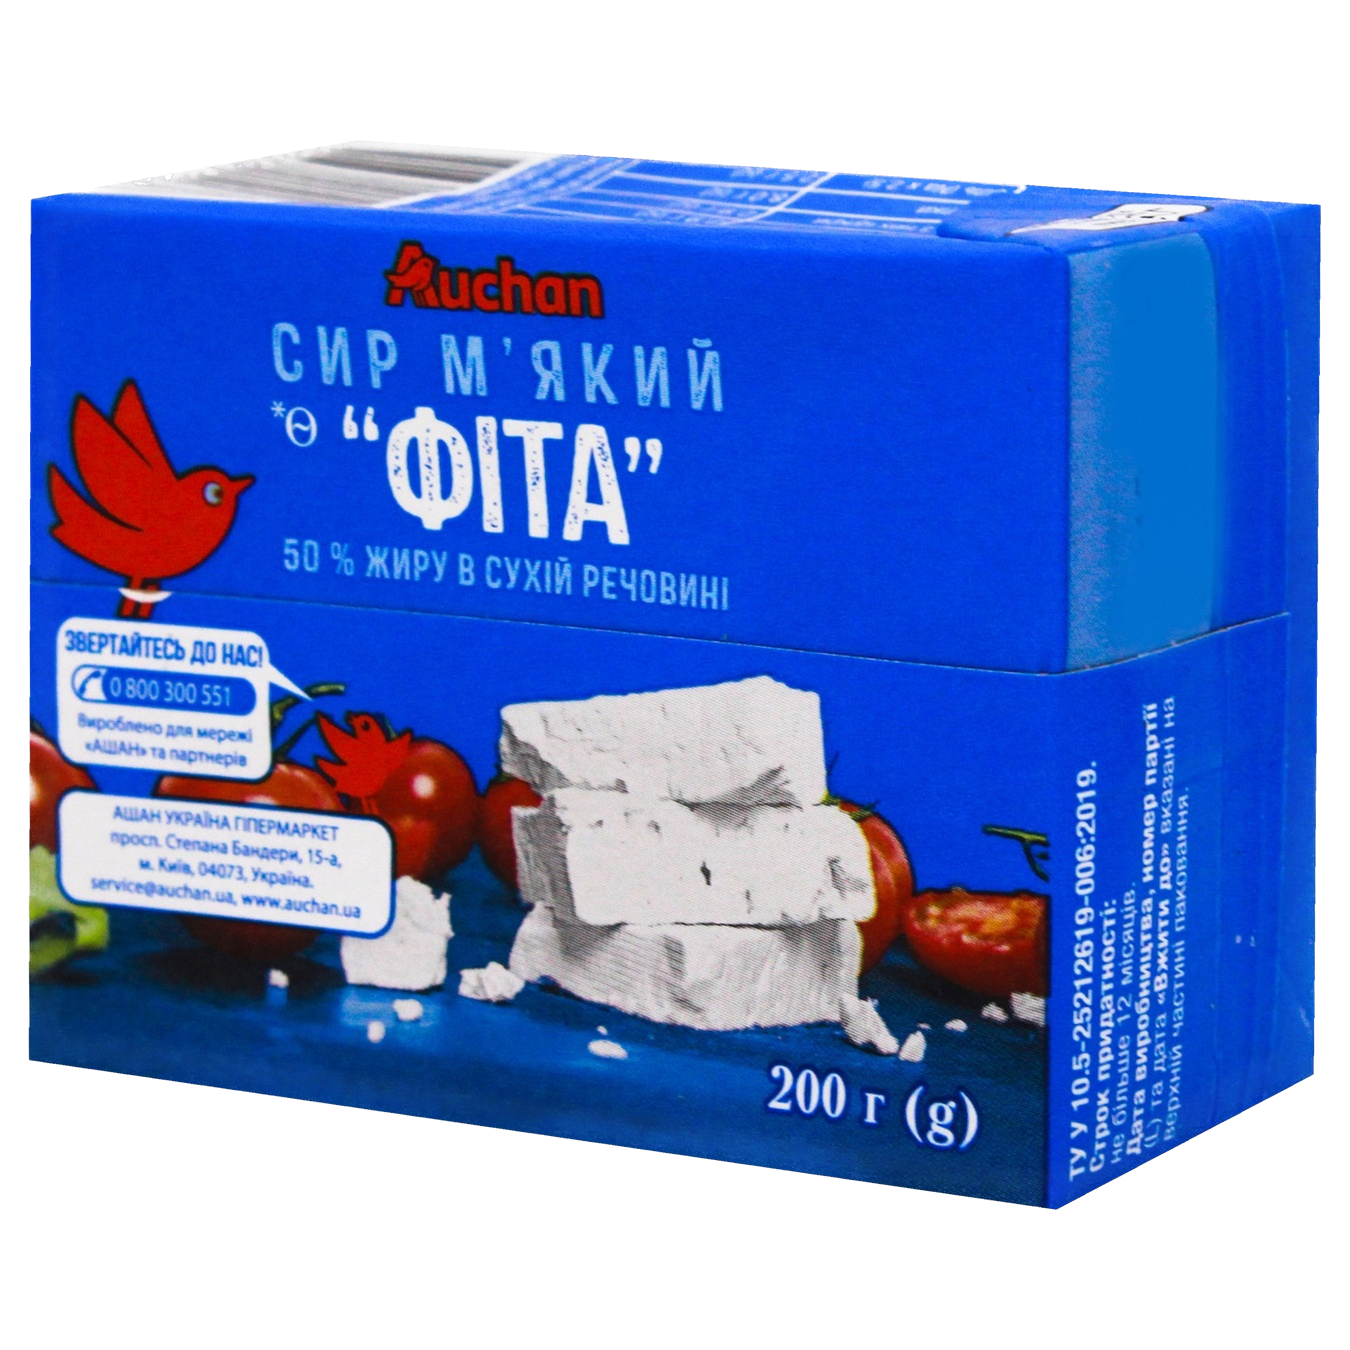 Auchan
СИР М'ЯКИЙ
*Θ “ФІТА”
50 % ЖИРУ В СУХІЙ РЕЧОВИНІ
ЗВЕРТАЙТЕСЬ ДО НАС!
0 800 300 551
Вироблено для мережі
«АШАН» та партнерів
АШАН УКРАЇНА ГІПЕРМАРКЕТ
просп. Степана Бандери, 15-а,
м. Київ, 04073, Україна.
service@auchan.ua, www.auchan.ua
200 г (g)
ТУ У 10.5-25212619-006:2019.
Строк придатності:
не більше 12 місяців.
Дата виробництва, номер партії
(L) та дата «Вжити до» вказані на
верхній частині паковання.